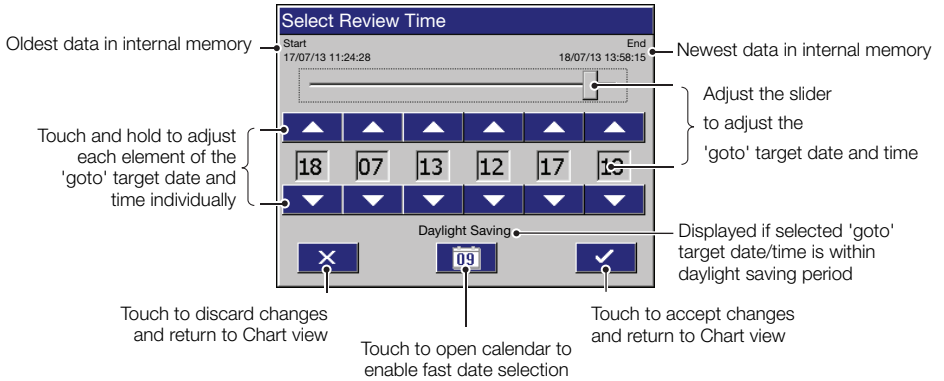 Select Review Time
Oldest data in internal memory
Start
17/07/13 11:24:28
End
18/07/13 13:58:15
Newest data in internal memory
Adjust the slider
to adjust the
'goto' target date and time
Touch and hold to adjust
each element of the
'goto' target date and
time individually
18 07 13 12 17
Daylight Saving
Displayed if selected 'goto'
target date/time is within
daylight saving period
09
Touch to discard changes
and return to Chart view
Touch to open calendar to
enable fast date selection
Touch to accept changes
and return to Chart view